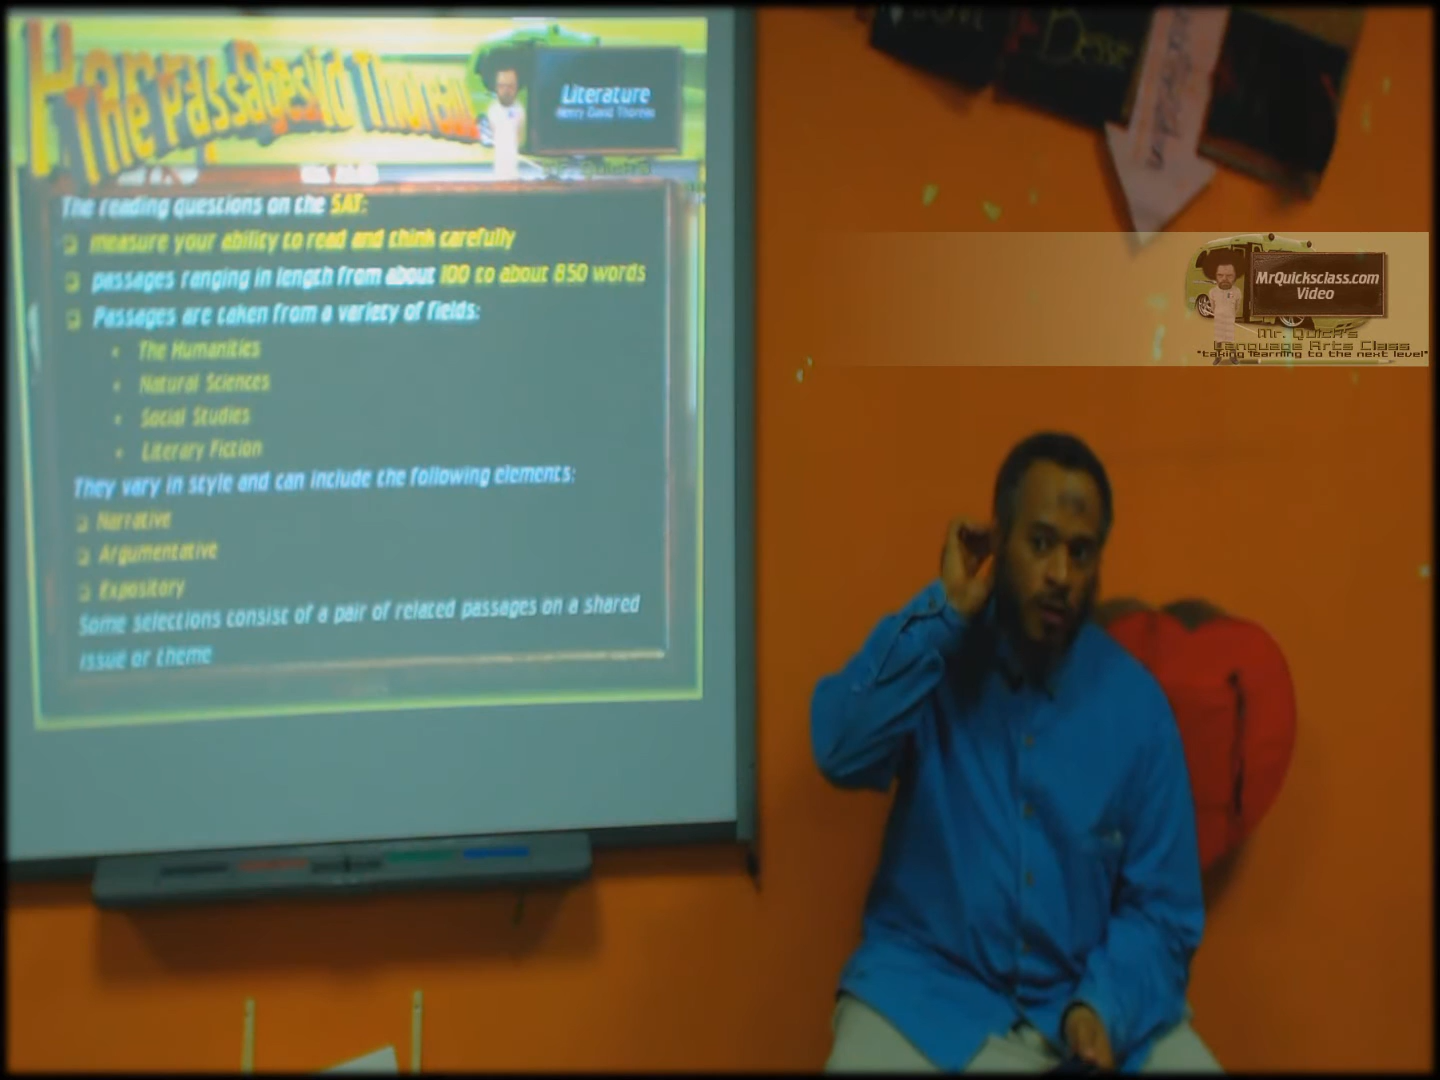 The Passages
Literature
Henry David Thoreau
The reading questions on the SAT:
measure your ability to read and think carefully
passages ranging in length from about 100 to about 850 words
Passages are taken from a variety of fields:
The Humanities
Natural Sciences
Social Studies
Literary Fiction
They vary in style and can include the following elements:
Narrative
Argumentative
Expository
Some selections consist of a pair of related passages on a shared
issue or theme
MrQuicksclass.com
Video
Mr. Quick's
Language Arts Class
"taking learning to the next level"